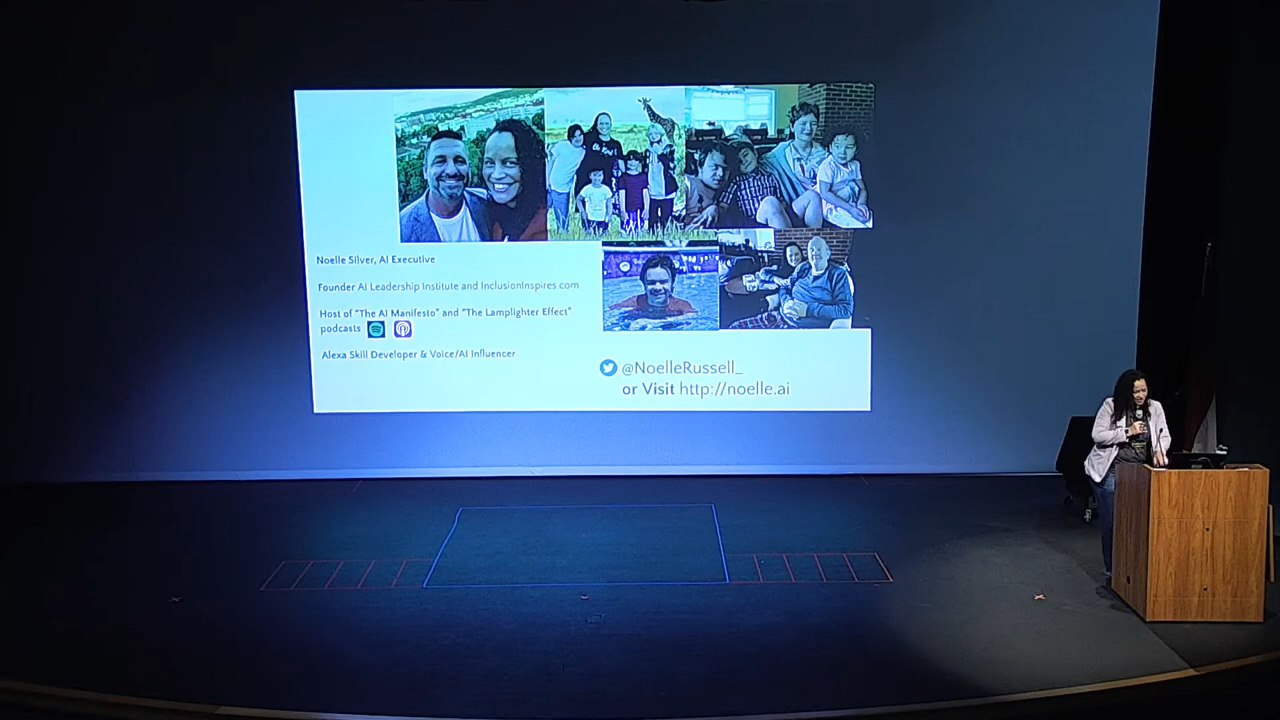 Noelle Silver, AI Executive
Founder AI Leadership Institute and InclusionInspires com
Host of "The AI Manifesto" and "The Lamplighter Effect"
podcasts
Alexa Skill Developer & Voice/AI Influencer
@NoelleRussell_
or Visit http://noelle.ai